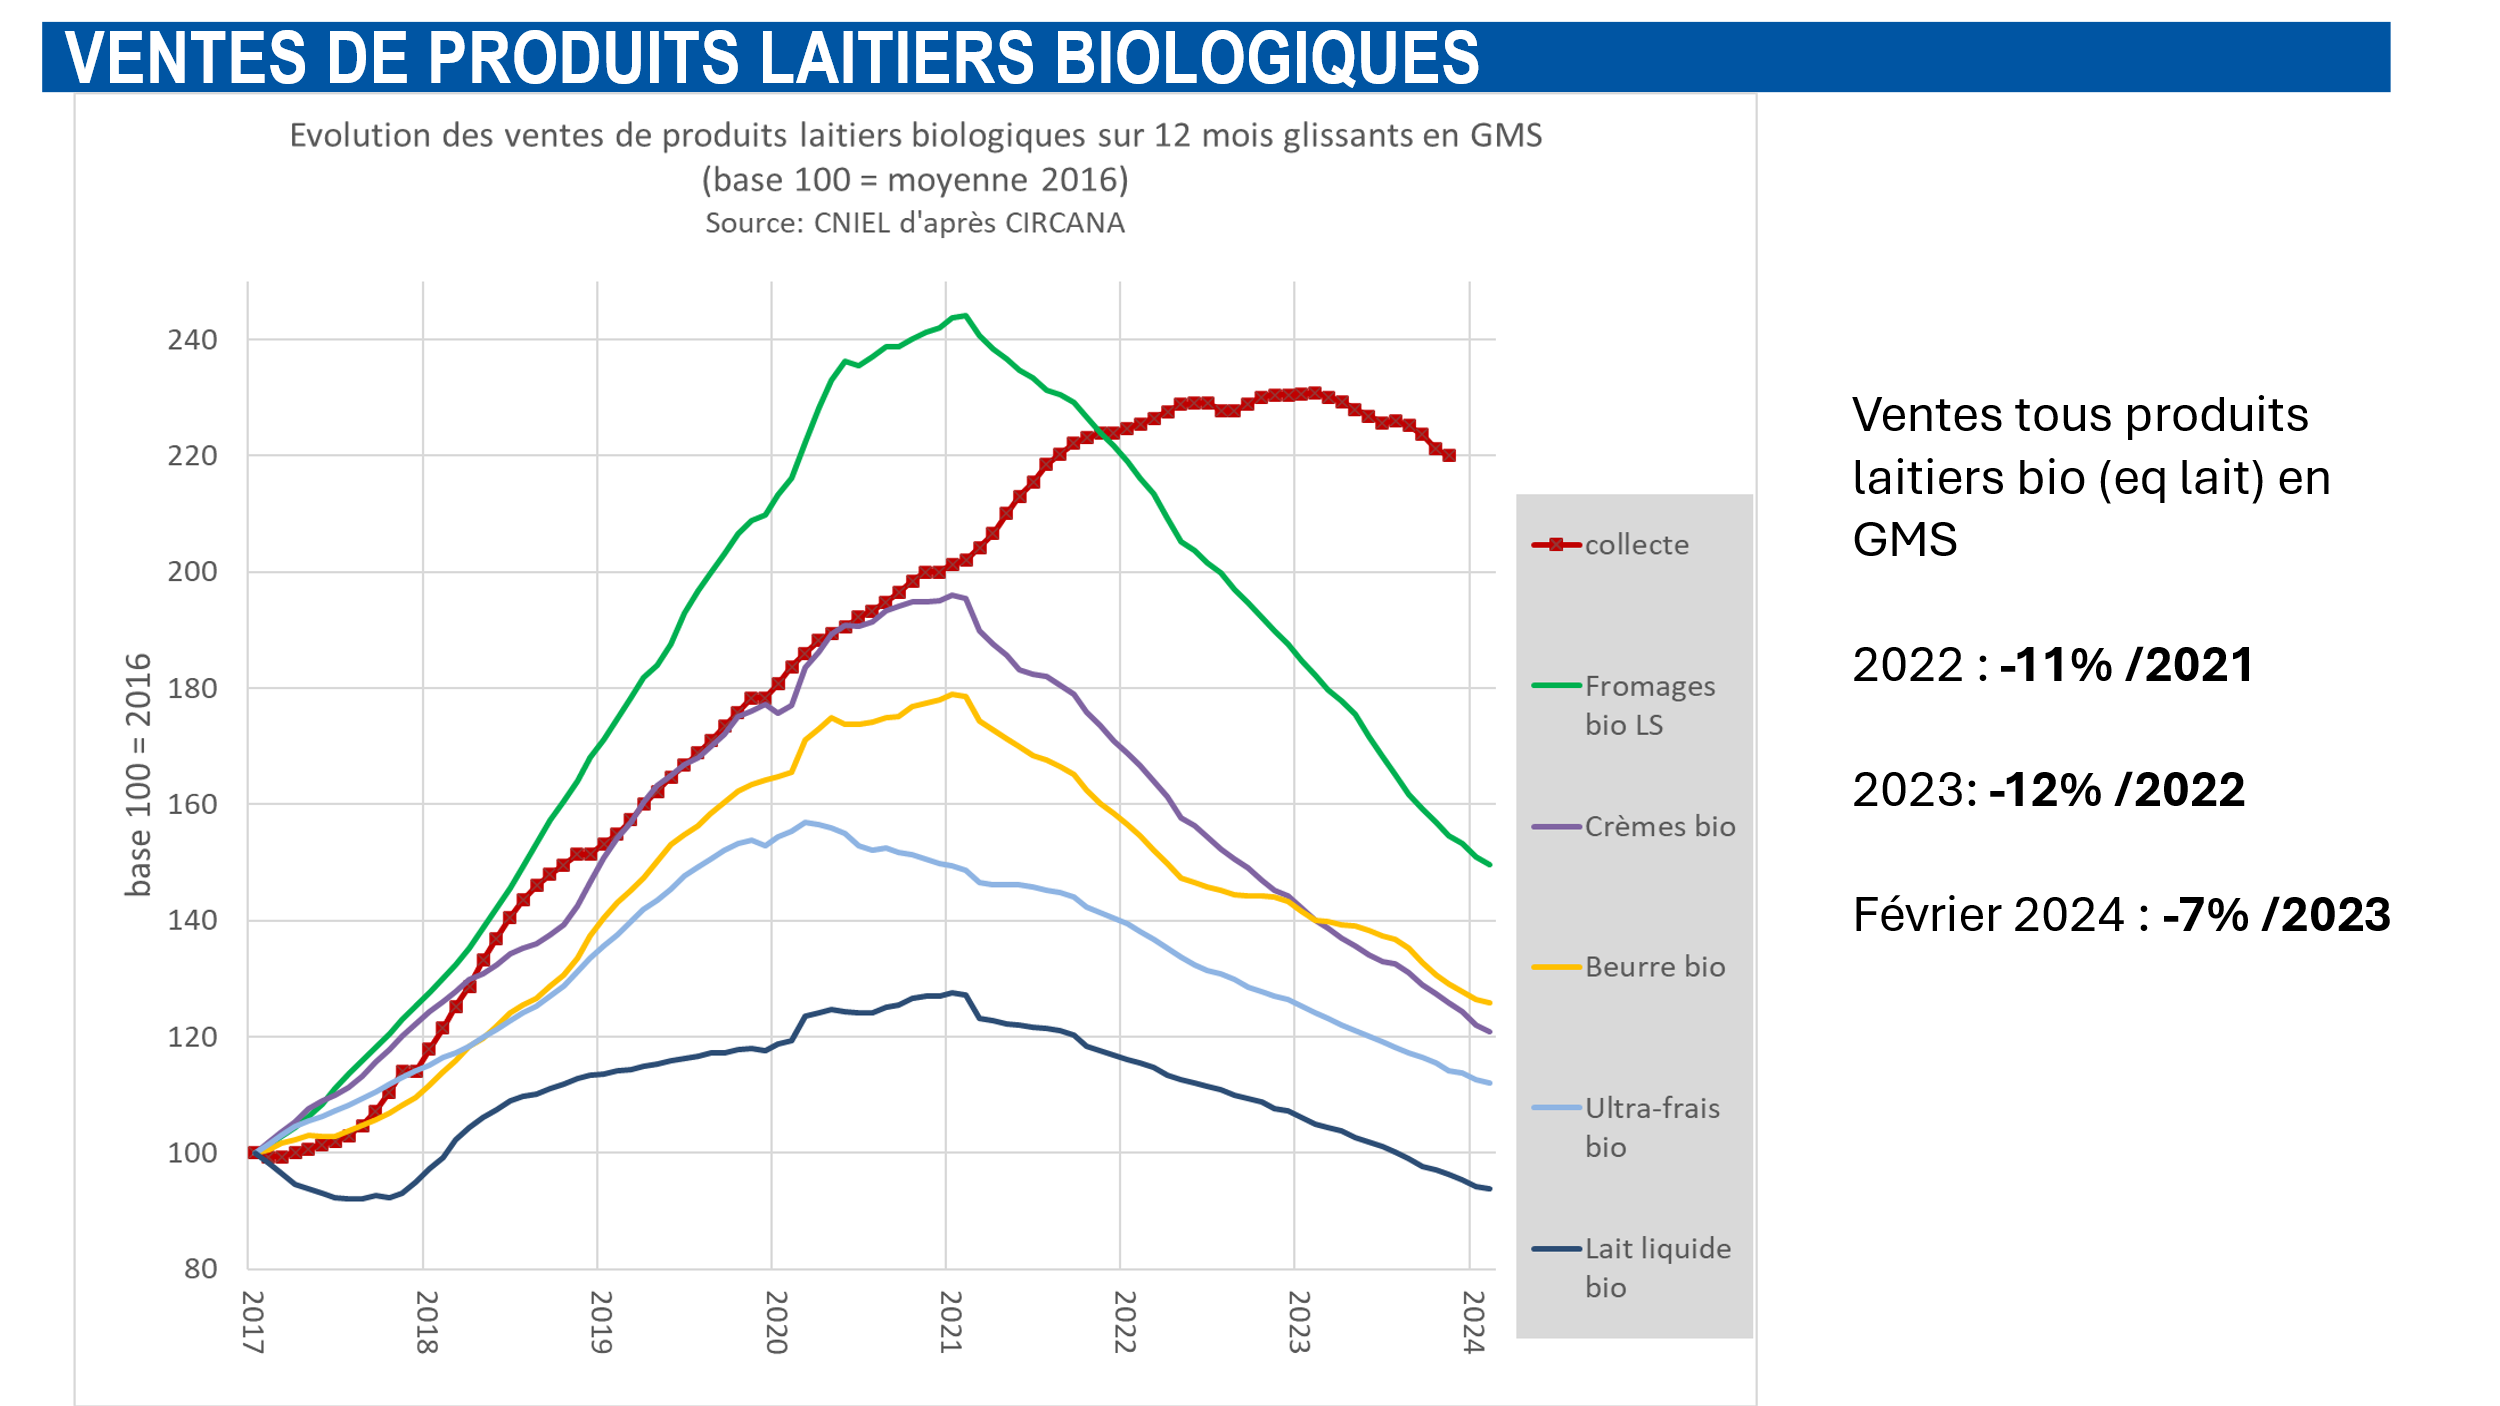 VENTES DE PRODUITS LAITIERS BIOLOGIQUES
Evolution des ventes de produits laitiers biologiques sur 12 mois glissants en GMS
(base 100 = moyenne 2016)
Source: CNIEL d'après CIRCANA
base 100 = 2016
240
220
200
180
160
140
120
100
80
2017
2018
2019
2020
2021
2022
2023
2024
collecte
Fromages
bio LS
Crèmes bio
Beurre bio
Ultra-frais
bio
Lait liquide
bio
Ventes tous produits
laitiers bio (eq lait) en
GMS
2022 : -11% /2021
2023: -12% /2022
Février 2024 : -7% /2023